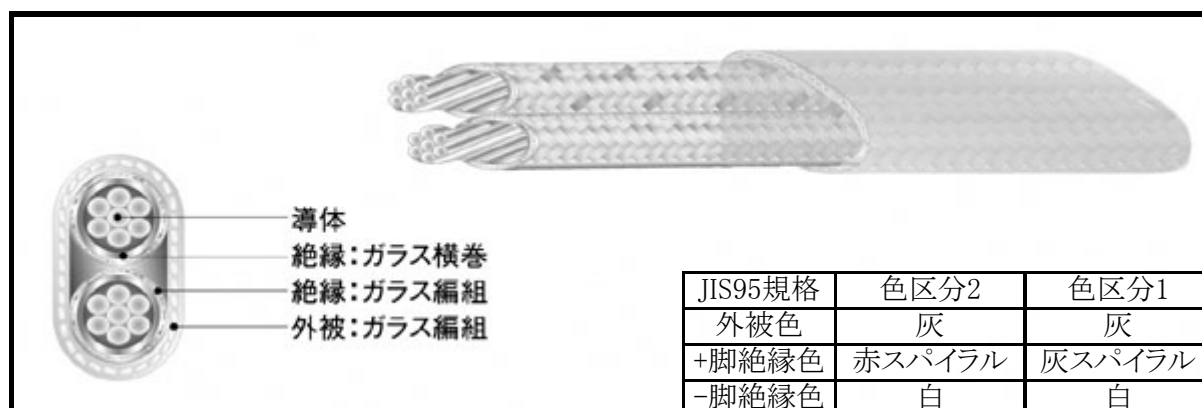 導体
絶縁：ガラス横巻
絶縁：ガラス編組
外被：ガラス編組
JIS95規格 色区分2 色区分1
外被色 灰 灰
+脚絶縁色 赤スパイラル 灰スパイラル
-脚絶縁色 白 白